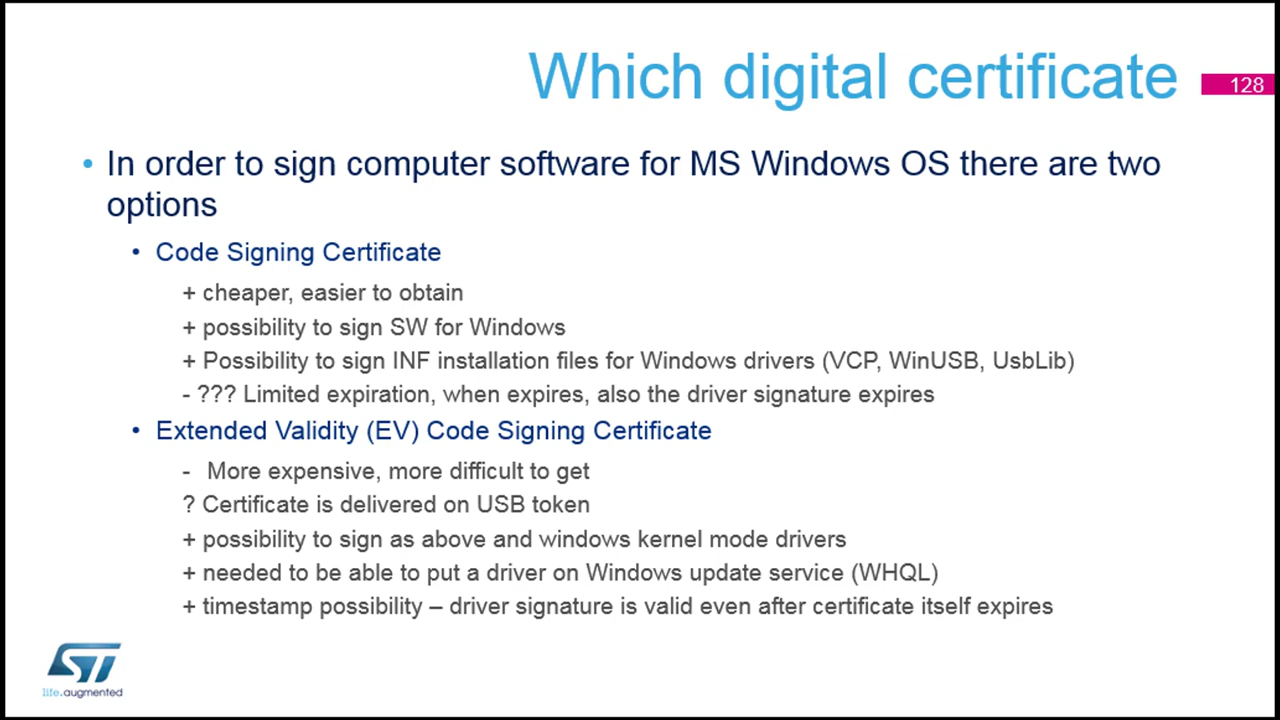 Which digital certificate
128
• In order to sign computer software for MS Windows OS there are two
options
• Code Signing Certificate
+ cheaper, easier to obtain
+ possibility to sign SW for Windows
+ Possibility to sign INF installation files for Windows drivers (VCP, WinUSB, UsbLib)
- ??? Limited expiration, when expires, also the driver signature expires
• Extended Validity (EV) Code Signing Certificate
- More expensive, more difficult to get
? Certificate is delivered on USB token
+ possibility to sign as above and windows kernel mode drivers
+ needed to be able to put a driver on Windows update service (WHQL)
+ timestamp possibility – driver signature is valid even after certificate itself expires
ST
life.augmented